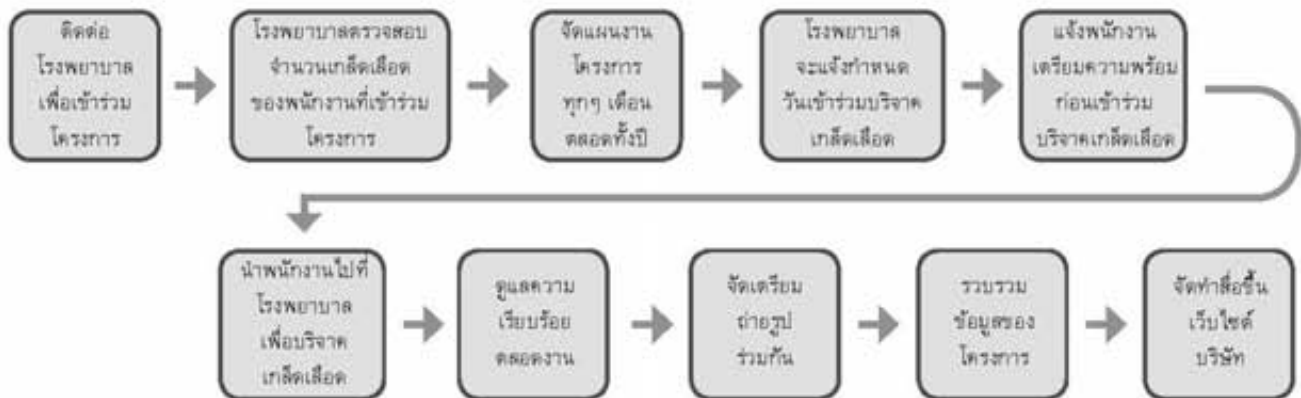 ติดต่อ
โรงพยาบาล
เพื่อเข้าร่วม
โครงการ
โรงพยาบาลตรวจสอบ
จำนวนเกล็ดเลือด
ของพนักงานที่เข้าร่วม
โครงการ
จัดแผนงาน
โครงการ
ทุกๆ เดือน
ตลอดทั้งปี
โรงพยาบาล
จะแจ้งกำหนด
วันเข้าร่วมบริจาค
เกล็ดเลือด
แจ้งพนักงาน
เตรียมความพร้อม
ก่อนเข้าร่วม
บริจาคเกล็ดเลือด
นำพนักงานไปที่
โรงพยาบาล
เพื่อบริจาค
เกล็ดเลือด
ดูแลความ
เรียบร้อย
ตลอดงาน
จัดเตรียม
ถ่ายรูป
ร่วมกัน
รวบรวม
ข้อมูลของ
โครงการ
จัดทำสื่อขึ้น
เว็บไซต์
บริษัท